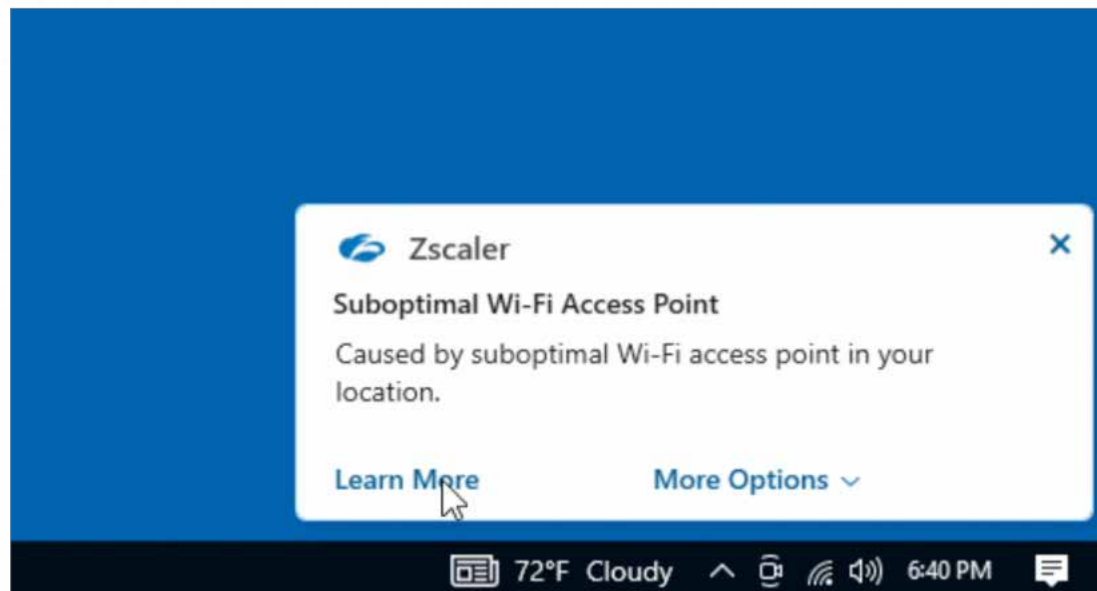 Zscaler
Suboptimal Wi-Fi Access Point
Caused by suboptimal Wi-Fi access point in your
location.
Learn More More Options
72°F Cloudy 6:40 PM